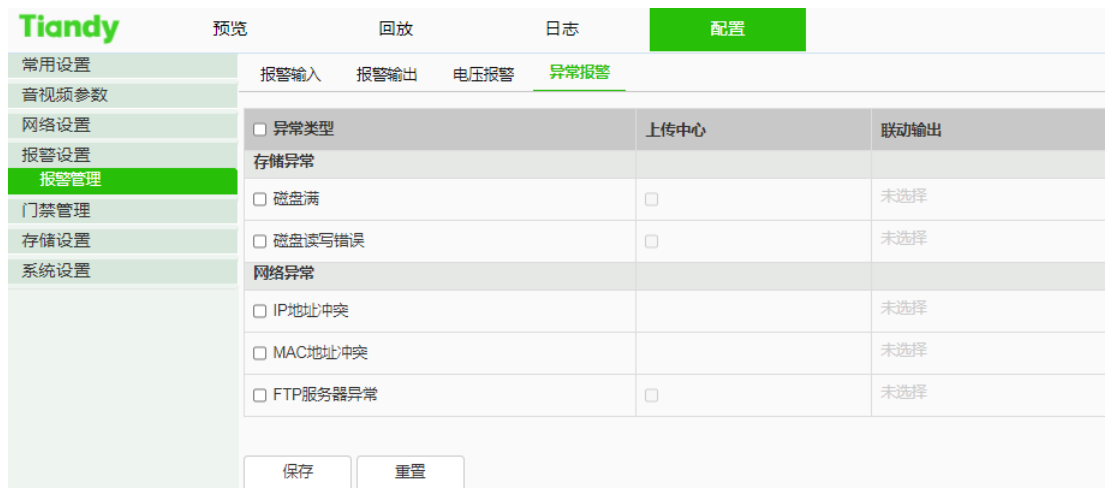 Tiandy 预览 回放 日志 配置
常用设置
音视频参数
网络设置
报警设置
报警管理
门禁管理
存储设置
系统设置
报警输入 报警输出 电压报警 异常报警
异常类型 上传中心 联动输出
存储异常
磁盘满 未选择
磁盘读写错误 未选择
网络异常
IP地址冲突 未选择
MAC地址冲突 未选择
FTP服务器异常 未选择
保存 重置